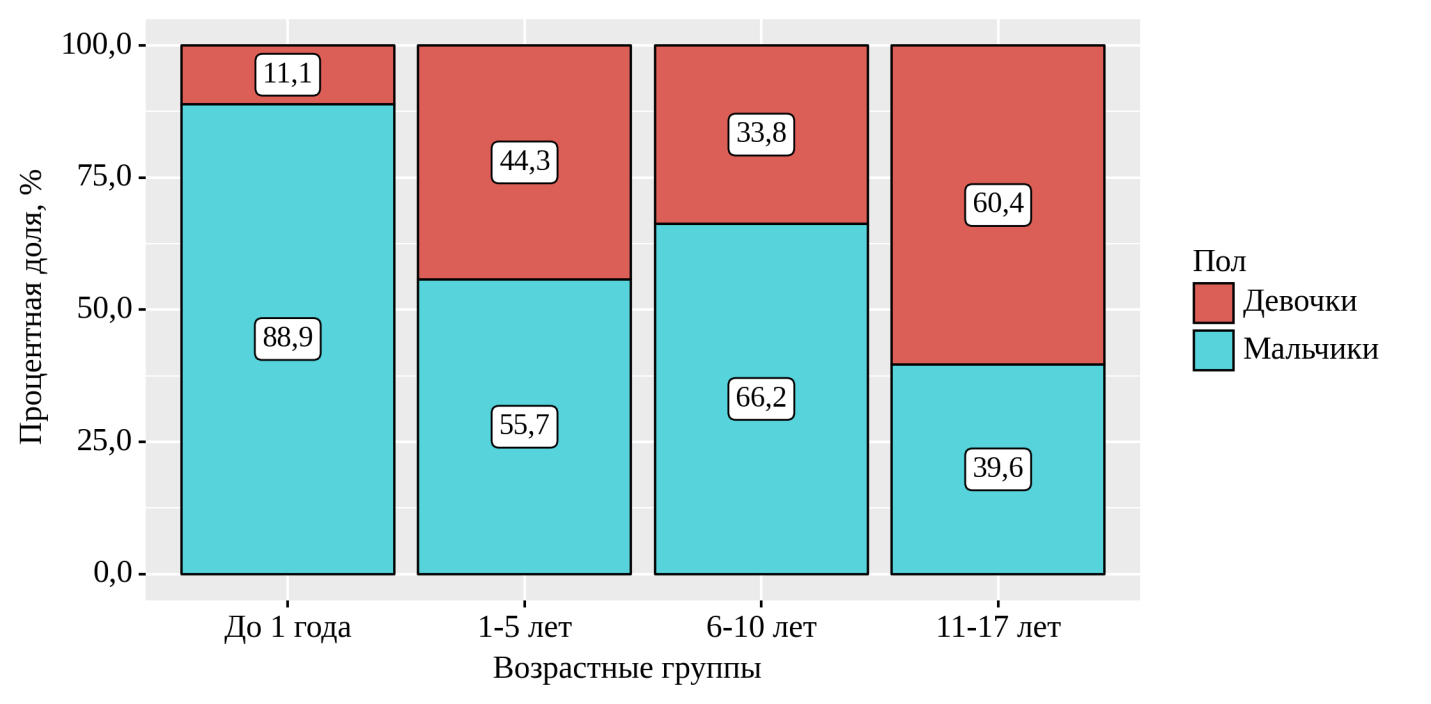 Процентная доля, %
100,0
75,0
50,0
25,0
0,0
11,1
88,9
44,3
55,7
33,8
66,2
60,4
39,6
До 1 года
1-5 лет
6-10 лет
11-17 лет
Возрастные группы
Пол
Девочки
Мальчики